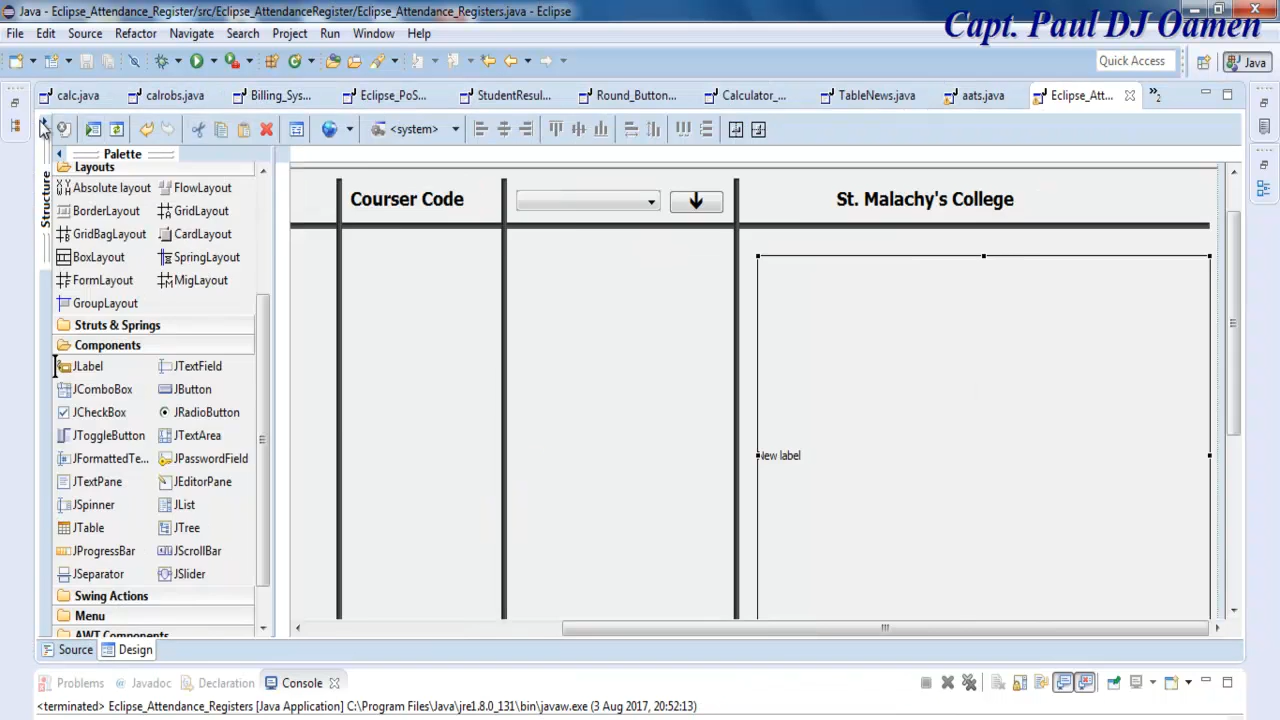 Java - Eclipse_Attendance_Register/src/Eclipse_AttendanceRegister/Eclipse_Attendance_Registers.java - Eclipse
Capt. Paul DJ Oamen
File Edit Source Refactor Navigate Search Project Run Window Help
Quick Access Java
calc.java calrobs.java Billing_Sys... Eclipse_PoS... StudentResul... Round_Button... Calculator_... TableNews.java aats.java Eclipse_Att... »2
<system>
Structure
Palette
Layouts
Absolute layout FlowLayout
BorderLayout GridLayout
GridBagLayout CardLayout
BoxLayout SpringLayout
FormLayout MigLayout
GroupLayout
Struts & Springs
Components
JLabel JTextField
JComboBox JButton
JCheckBox JRadioButton
JToggleButton JTextArea
JFormattedTe... JPasswordField
JTextPane JEditorPane
JSpinner JList
JTable JTree
JProgressBar JScrollBar
JSeparator JSlider
Swing Actions
Menu
AWT Components
Courser Code St. Malachy's College
New label
Source Design
Problems Javadoc Declaration Console
<terminated> Eclipse_Attendance_Registers [Java Application] C:\Program Files\Java\jre1.8.0_131\bin\javaw.exe (3 Aug 2017, 20:52:13)